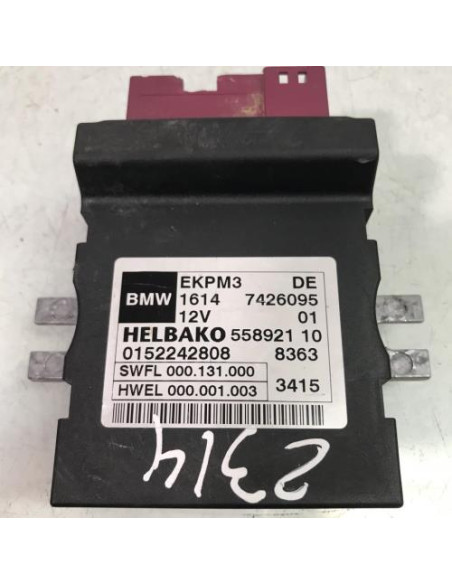 BMW EKPM3 DE
1614 7426095
12V 01
HELBAKO 558921 10
0152242808 8363
SWFL 000.131.000
HWEL 000.001.003 3415
2314